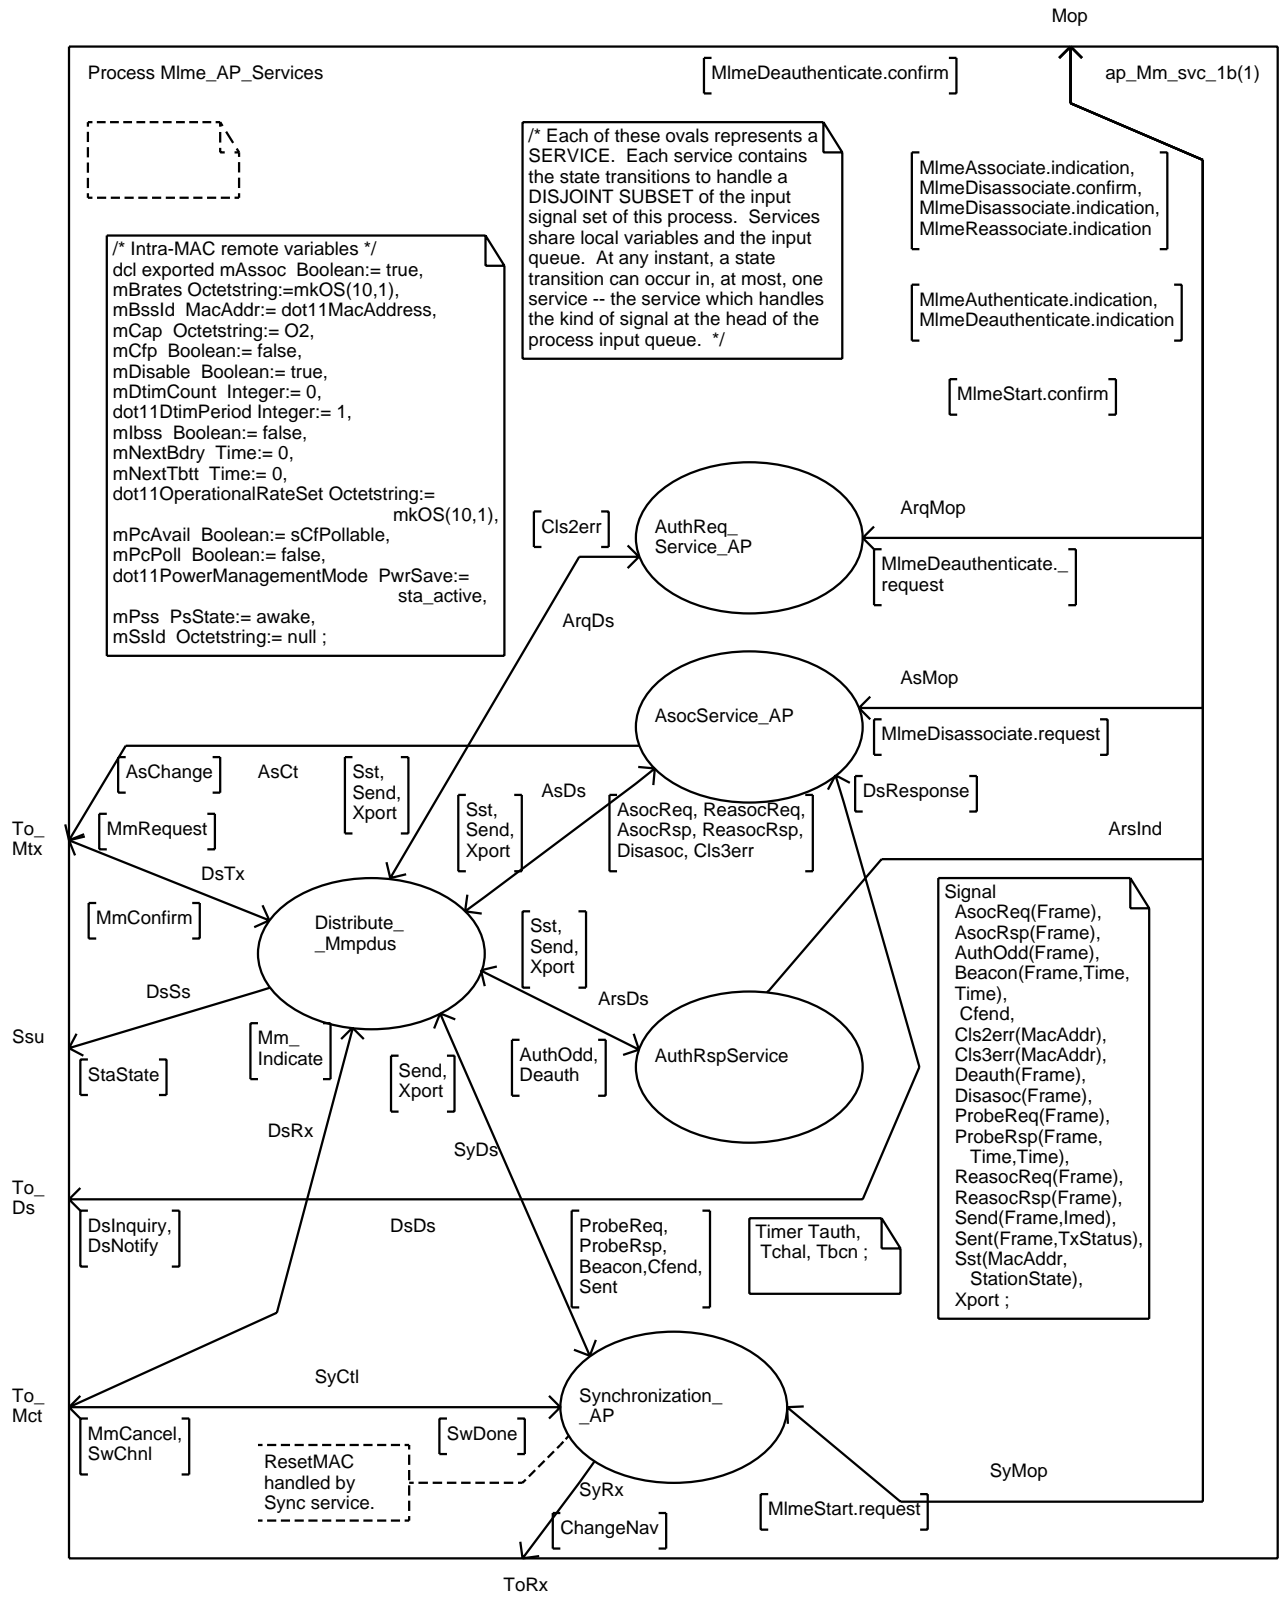 Mop
Process Mlme_AP_Services
[MlmeDeauthenticate.confirm]
ap_Mm_svc_1b(1)
/* Each of these ovals represents a
SERVICE.  Each service contains
the state transitions to handle a
DISJOINT SUBSET of the input
signal set of this process.  Services
share local variables and the input
queue.  At any instant, a state
transition can occur in, at most, one
service -- the service which handles
the kind of signal at the head of the
process input queue.  */
MlmeAssociate.indication,
MlmeDisassociate.confirm,
MlmeDisassociate.indication,
MlmeReassociate.indication
/* Intra-MAC remote variables */
dcl exported mAssoc  Boolean:= true,
mBrates Octetstring:=mkOS(10,1),
mBssId  MacAddr:= dot11MacAddress,
mCap  Octetstring:= O2,
mCfp  Boolean:= false,
mDisable  Boolean:= true,
mDtimCount  Integer:= 0,
dot11DtimPeriod Integer:= 1,
mIbss  Boolean:= false,
mNextBdry  Time:= 0,
mNextTbtt  Time:= 0,
dot11OperationalRateSet Octetstring:=
mkOS(10,1),
mPcAvail  Boolean:= sCfPollable,
mPcPoll  Boolean:= false,
dot11PowerManagementMode  PwrSave:=
sta_active,
mPss  PsState:= awake,
mSsId  Octetstring:= null ;
MlmeAuthenticate.indication,
MlmeDeauthenticate.indication
MlmeStart.confirm
Cls2err
AuthReq_
Service_AP
ArqMop
MlmeDeauthenticate._
request
ArqDs
AsocService_AP
AsMop
MlmeDisassociate.request
AsChange
AsCt
Sst,
Send,
Xport
Sst,
Send,
Xport
AsDs
AsocReq, ReasocReq,
AsocRsp, ReasocRsp,
Disasoc, Cls3err
DsResponse
ArsInd
To_
Mtx
MmRequest
DsTx
MmConfirm
Distribute_
_Mmpdus
Sst,
Send,
Xport
Signal
AsocReq(Frame),
AsocRsp(Frame),
AuthOdd(Frame),
Beacon(Frame,Time,
Time),
Cfend,
Cls2err(MacAddr),
Cls3err(MacAddr),
Deauth(Frame),
Disasoc(Frame),
ProbeReq(Frame),
ProbeRsp(Frame,
Time,Time),
ReasocReq(Frame),
ReasocRsp(Frame),
Send(Frame,Imed),
Sent(Frame,TxStatus),
Sst(MacAddr,
StationState),
Xport ;
DsSs
ArsDs
Ssu
StaState
Mm_
Indicate
Send,
Xport
AuthOdd,
Deauth
AuthRspService
DsRx
SyDs
To_
Ds
DsInquiry,
DsNotify
DsDs
ProbeReq,
ProbeRsp,
Beacon,Cfend,
Sent
Timer Tauth,
Tchal, Tbcn ;
SyCtl
To_
Mct
MmCancel,
SwChnl
SwDone
Synchronization_
_AP
ResetMAC
handled by
Sync service.
SyRx
ChangeNav
SyMop
MlmeStart.request
ToRx